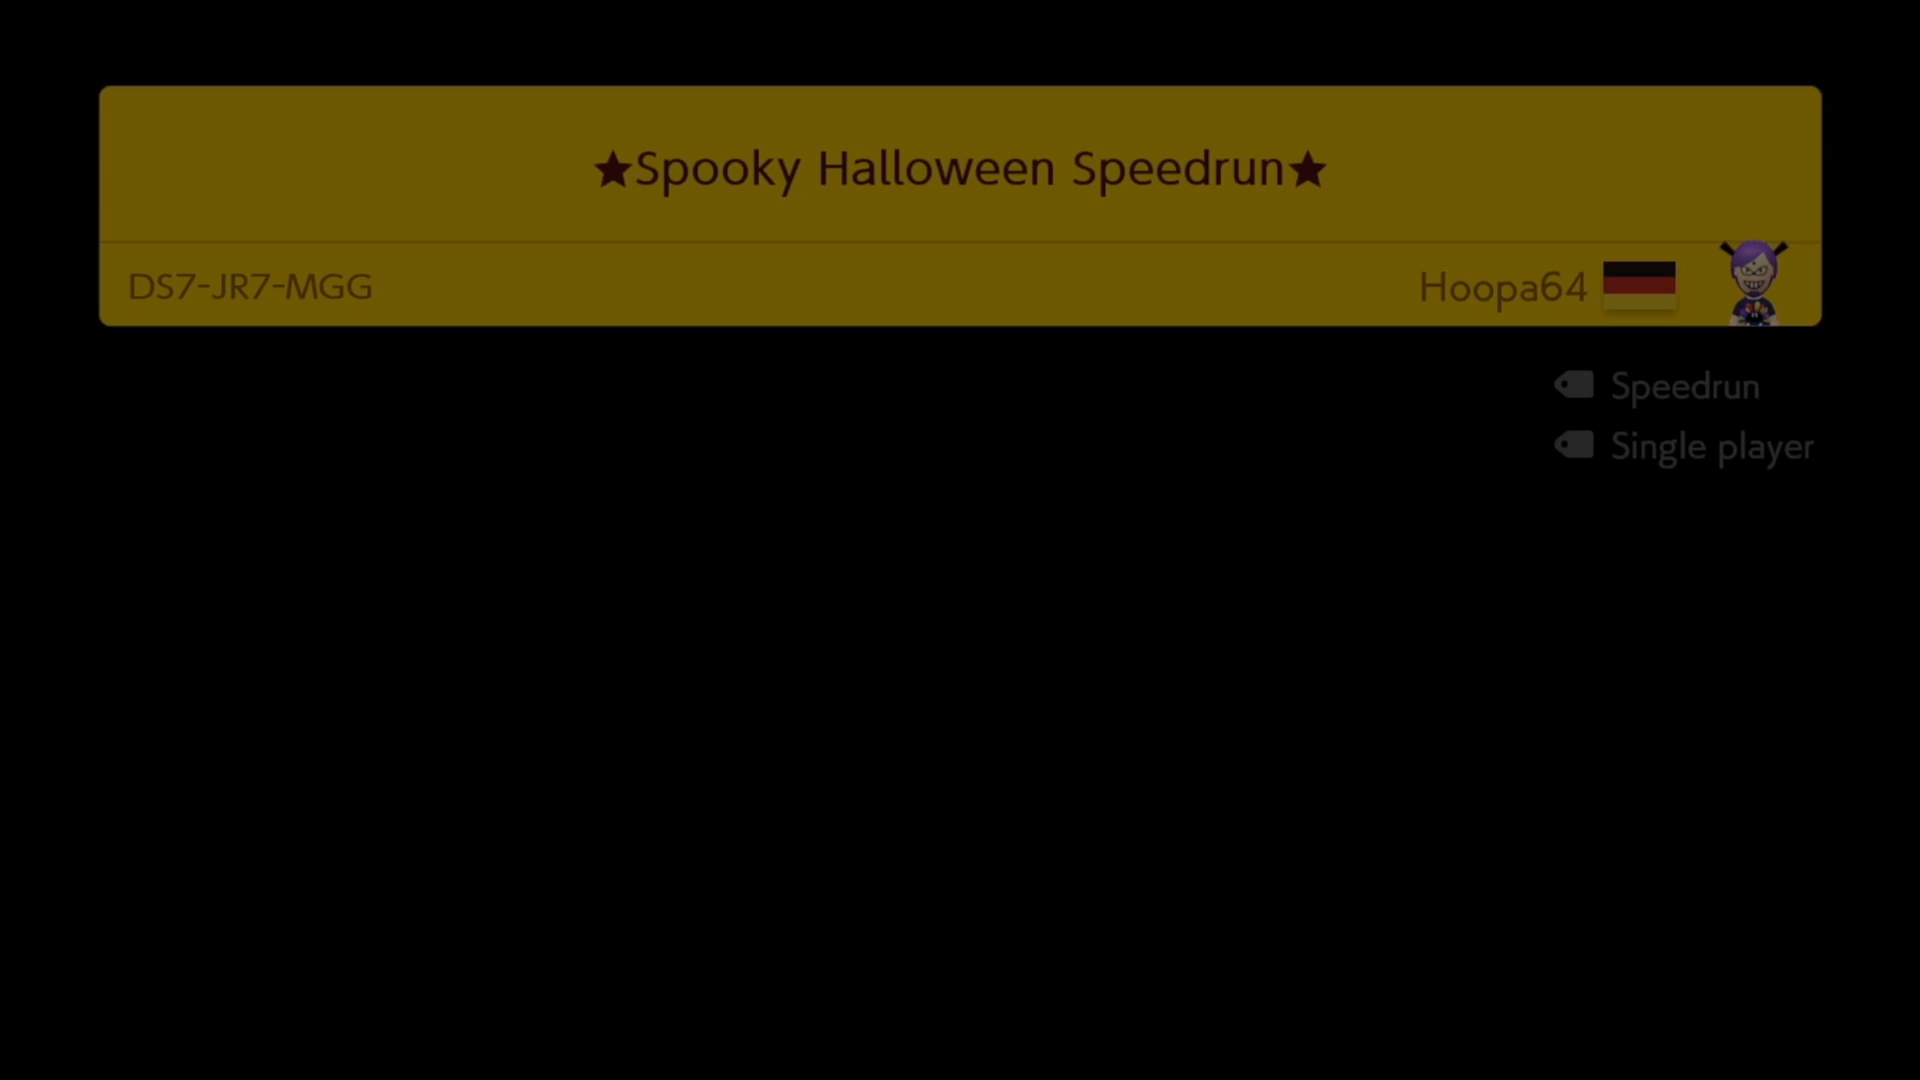 ★Spooky Halloween Speedrun★
DS7-JR7-MGG
Hoopa64
Speedrun
Single player